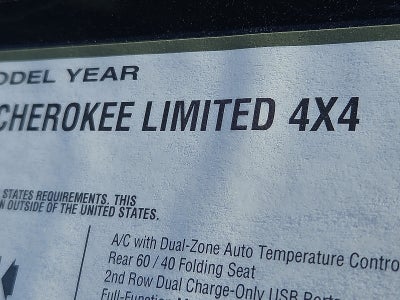 ODEL YEAR
CHEROKEE LIMITED 4X4
STATES REQUIREMENTS. THIS
OUTSIDE OF THE UNITED STATES.
A/C with Dual-Zone Auto Temperature Contro
Rear 60 / 40 Folding Seat
2nd Row Dual Charge-Only USB Ports